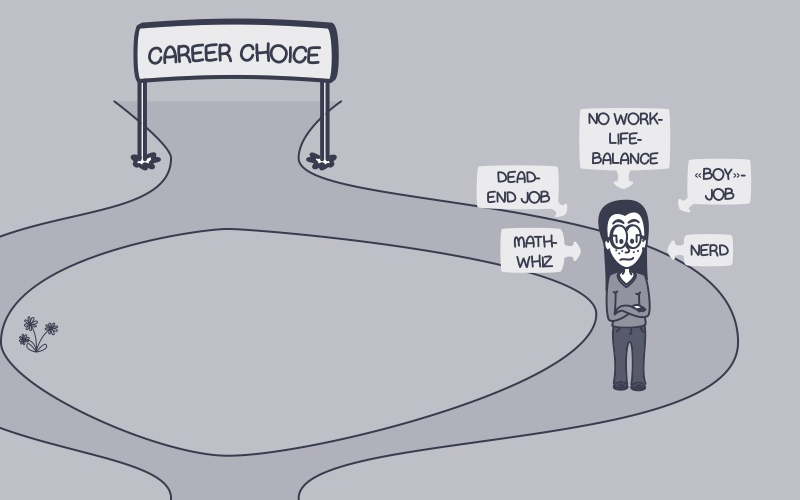 CAREER CHOICE
NO WORK-
LIFE-
BALANCE
DEAD-
END JOB
«BOY»-
JOB
MATH-
WHIZ
NERD